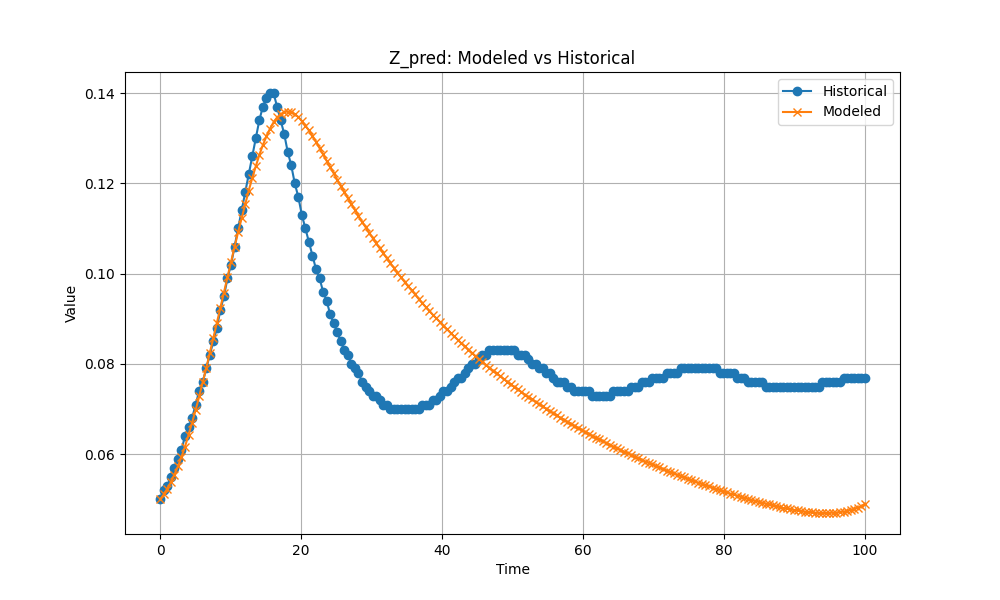 Z_pred: Modeled vs Historical
Historical
Modeled
Value
0.14
0.12
0.10
0.08
0.06
0 20 40 60 80 100
Time